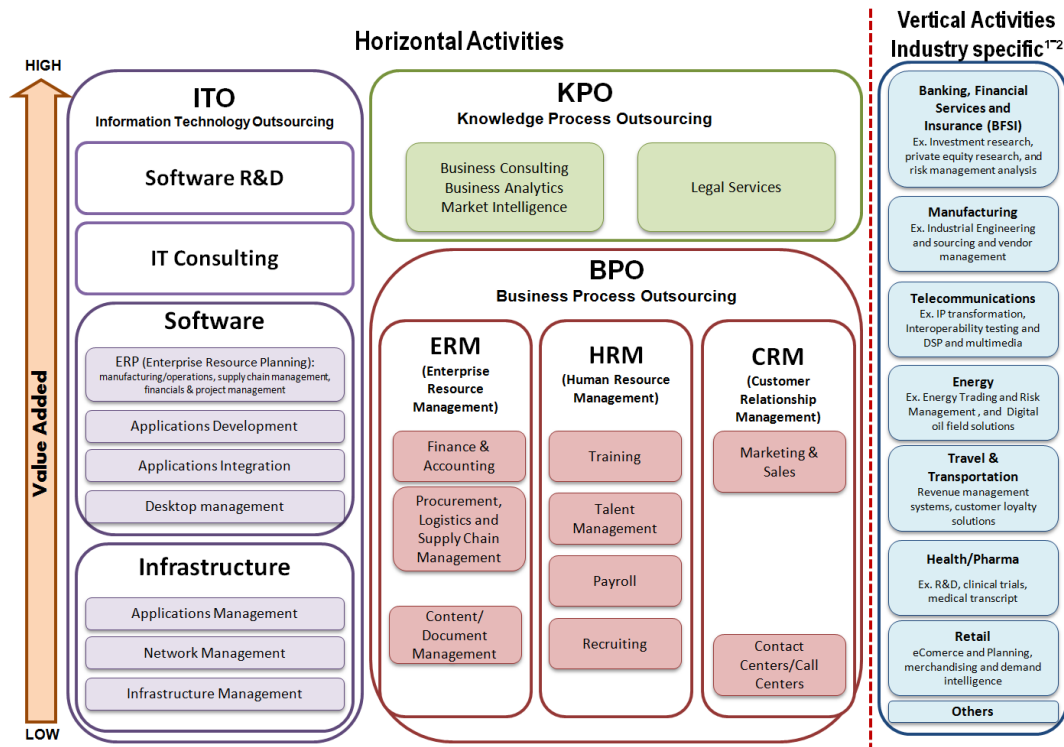 Horizontal Activities
Vertical Activities
Industry specific¹⁻²
HIGH
Value Added
LOW
ITO
Information Technology Outsourcing
Software R&D
IT Consulting
Software
ERP (Enterprise Resource Planning):
manufacturing/operations, supply chain management,
financials & project management
Applications Development
Applications Integration
Desktop management
Infrastructure
Applications Management
Network Management
Infrastructure Management
KPO
Knowledge Process Outsourcing
Business Consulting
Business Analytics
Market Intelligence
Legal Services
BPO
Business Process Outsourcing
ERM
(Enterprise
Resource
Management)
Finance &
Accounting
Procurement,
Logistics and
Supply Chain
Management
Content/
Document
Management
HRM
(Human Resource
Management)
Training
Talent
Management
Payroll
Recruiting
CRM
(Customer
Relationship
Management)
Marketing &
Sales
Contact
Centers/Call
Centers
Banking, Financial
Services and
Insurance (BFSI)
Ex. Investment research,
private equity research, and
risk management analysis
Manufacturing
Ex. Industrial Engineering
and sourcing and vendor
management
Telecommunications
Ex. IP transformation,
Interoperability testing and
DSP and multimedia
Energy
Ex. Energy Trading and Risk
Management , and Digital
oil field solutions
Travel &
Transportation
Revenue management
systems, customer loyalty
solutions
Health/Pharma
Ex. R&D, clinical trials,
medical transcript
Retail
eComerce and Planning,
merchandising and demand
intelligence
Others